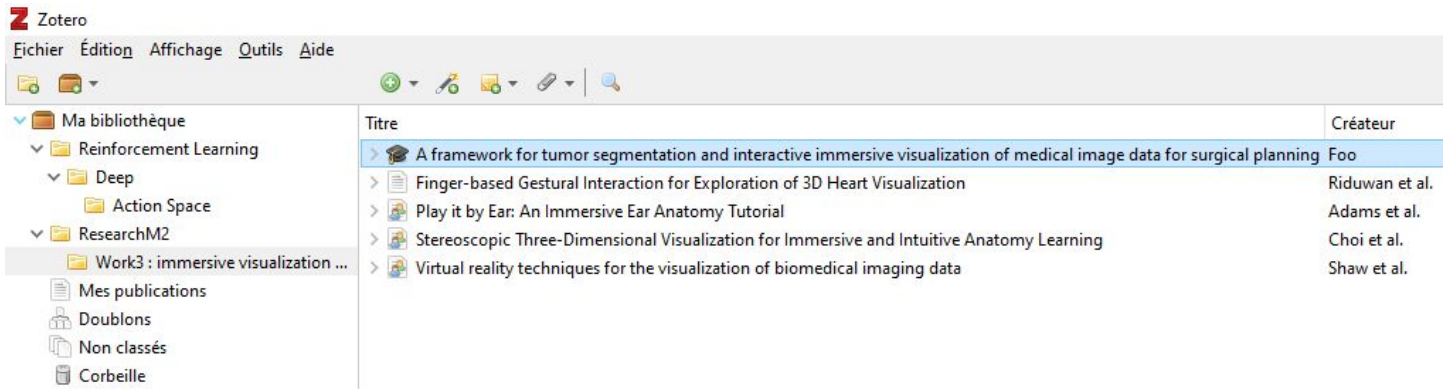 Zotero
Fichier Édition Affichage Outils Aide
Ma bibliothèque
Reinforcement Learning
Deep
Action Space
ResearchM2
Work3 : immersive visualization ...
Mes publications
Doublons
Non classés
Corbeille
Titre Créateur
A framework for tumor segmentation and interactive immersive visualization of medical image data for surgical planning Foo
Finger-based Gestural Interaction for Exploration of 3D Heart Visualization Riduwan et al.
Play it by Ear: An Immersive Ear Anatomy Tutorial Adams et al.
Stereoscopic Three-Dimensional Visualization for Immersive and Intuitive Anatomy Learning Choi et al.
Virtual reality techniques for the visualization of biomedical imaging data Shaw et al.